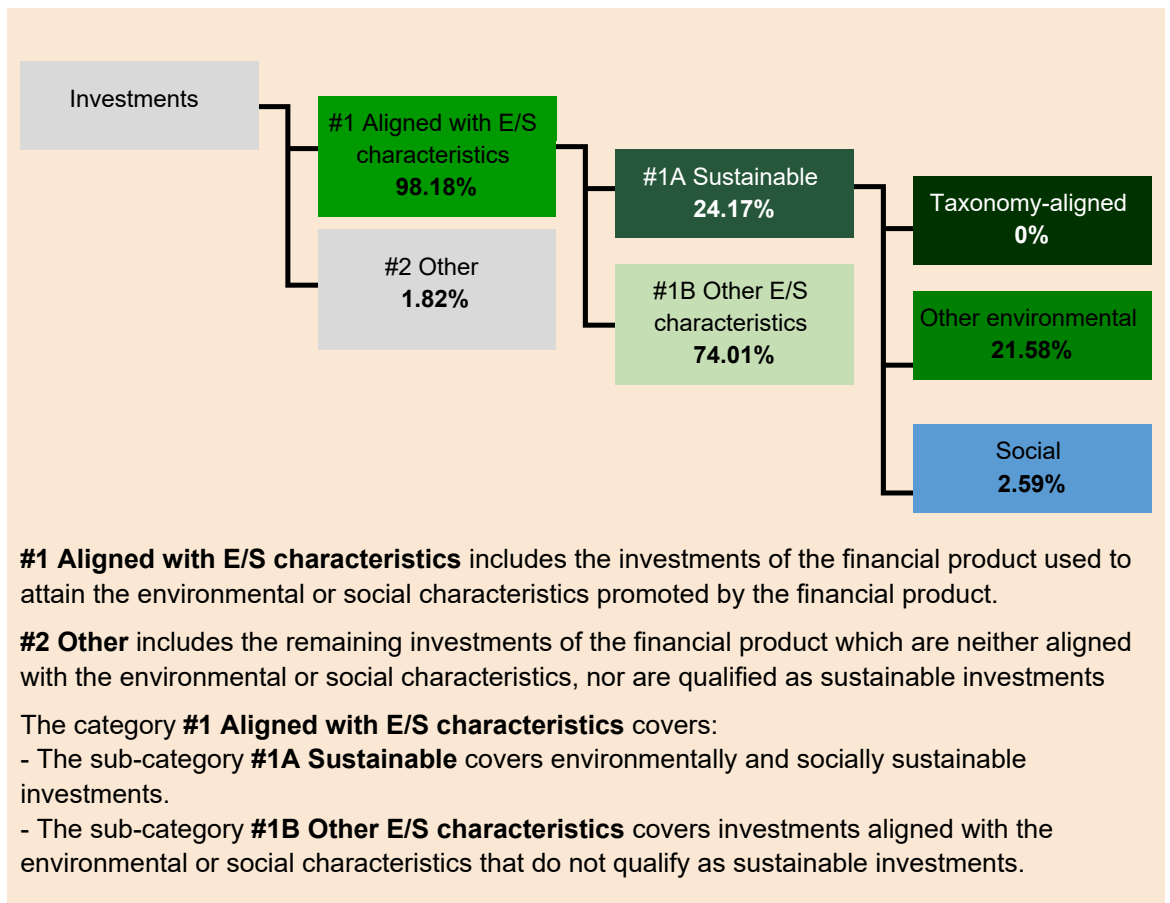 Investments
#1 Aligned with E/S
characteristics
98.18%
#2 Other
1.82%
#1A Sustainable
24.17%
#1B Other E/S
characteristics
74.01%
Taxonomy-aligned
0%
Other environmental
21.58%
Social
2.59%
#1 Aligned with E/S characteristics includes the investments of the financial product used to
attain the environmental or social characteristics promoted by the financial product.
#2 Other includes the remaining investments of the financial product which are neither aligned
with the environmental or social characteristics, nor are qualified as sustainable investments
The category #1 Aligned with E/S characteristics covers:
- The sub-category #1A Sustainable covers environmentally and socially sustainable
investments.
- The sub-category #1B Other E/S characteristics covers investments aligned with the
environmental or social characteristics that do not qualify as sustainable investments.